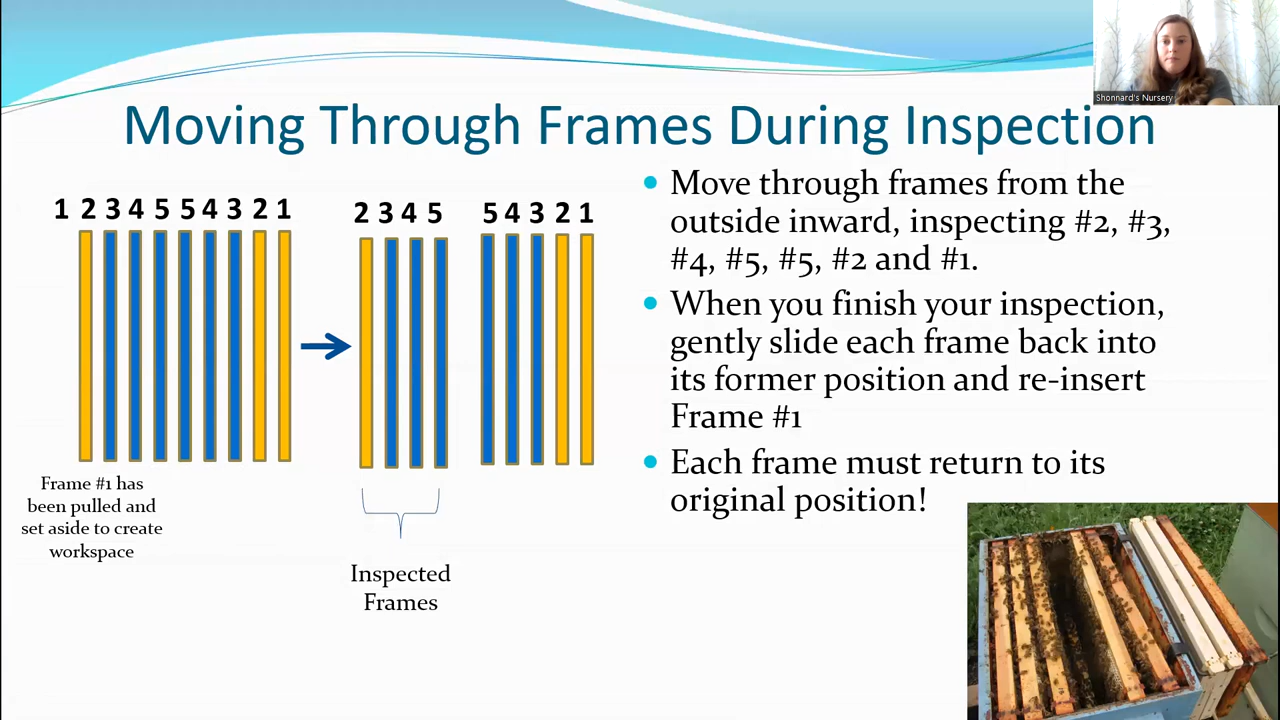 Shonnard's Nursery
Moving Through Frames During Inspection
1 2 3 4 5 5 4 3 2 1
2 3 4 5 5 4 3 2 1
Frame #1 has
been pulled and
set aside to create
workspace
Inspected
Frames
• Move through frames from the
outside inward, inspecting #2, #3,
#4, #5, #5, #2 and #1.
• When you finish your inspection,
gently slide each frame back into
its former position and re-insert
Frame #1
• Each frame must return to its
original position!